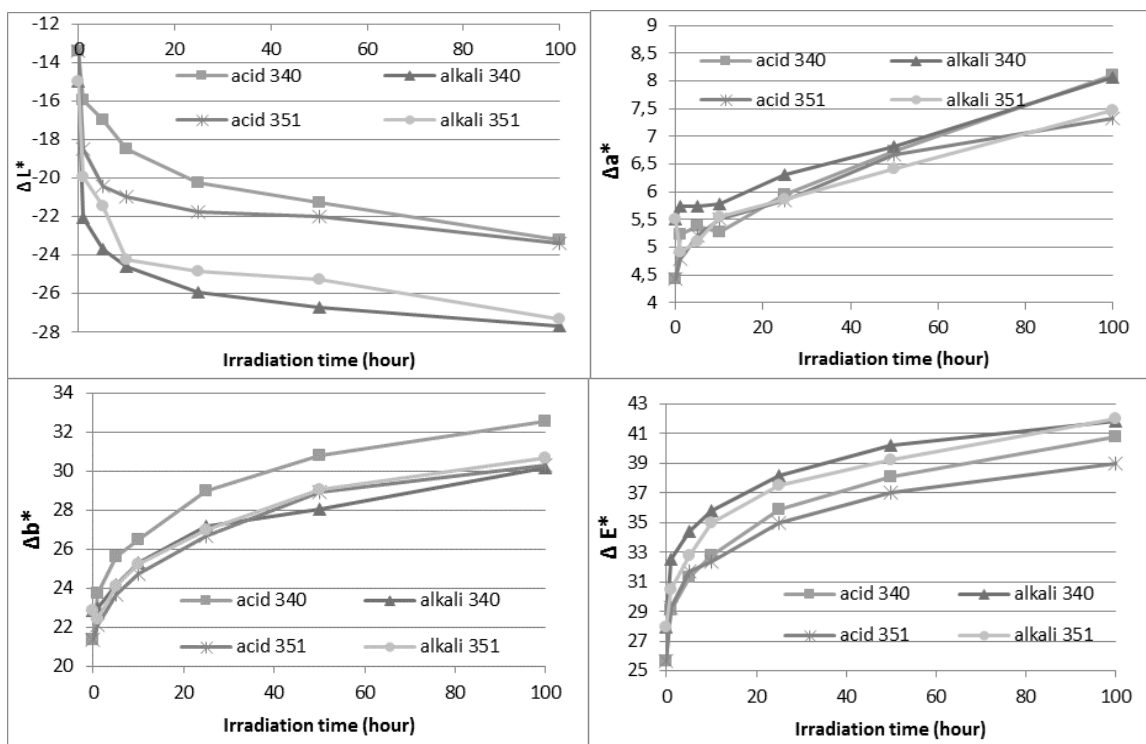 -12
0 20 40 60 80 100
-14
-16
-18
-20
-22
-24
-26
-28
Δ L*
acid 340 alkali 340
acid 351 alkali 351
Irradiation time (hour)
9
8,5
8
7,5
7
6,5
6
5,5
5
4,5
4
Δa*
acid 340 alkali 340
acid 351 alkali 351
0 20 40 60 80 100
Irradiation time (hour)
34
32
30
28
26
24
22
20
Δb*
acid 340 alkali 340
acid 351 alkali 351
0 20 40 60 80 100
Irradiation time (hour)
43
41
39
37
35
33
31
29
27
25
Δ E*
acid 340 alkali 340
acid 351 alkali 351
0 20 40 60 80 100
Irradiation time (hour)